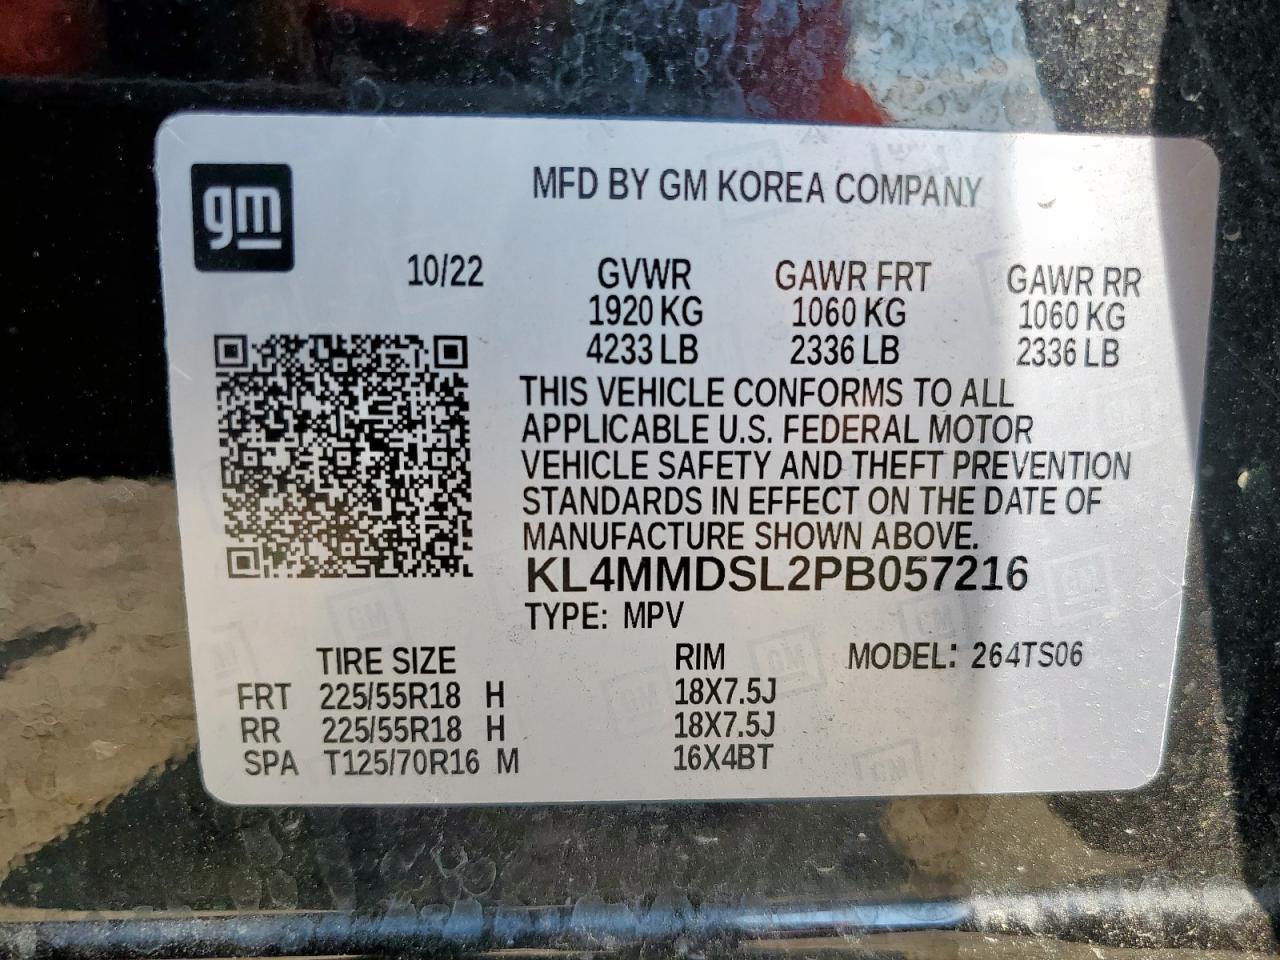 gm
MFD BY GM KOREA COMPANY
10/22 GVWR GAWR FRT GAWR RR
1920 KG 1060 KG 1060 KG
4233 LB 2336 LB 2336 LB
THIS VEHICLE CONFORMS TO ALL
APPLICABLE U.S. FEDERAL MOTOR
VEHICLE SAFETY AND THEFT PREVENTION
STANDARDS IN EFFECT ON THE DATE OF
MANUFACTURE SHOWN ABOVE.
KL4MMDSL2PB057216
TYPE: MPV
TIRE SIZE RIM MODEL: 264TS06
FRT 225/55R18 H 18X7.5J
RR 225/55R18 H 18X7.5J
SPA T125/70R16 M 16X4BT